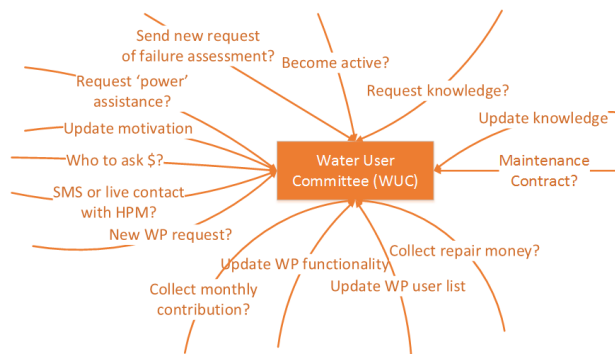 Send new request
of failure assessment?
Become active?
Request ‘power’
assistance?
Request knowledge?
Update knowledge
Update motivation
Who to ask $?
Water User
Committee (WUC)
Maintenance
Contract?
SMS or live contact
with HPM?
New WP request?
Collect repair money?
Update WP functionality
Collect monthly
contribution?
Update WP user list